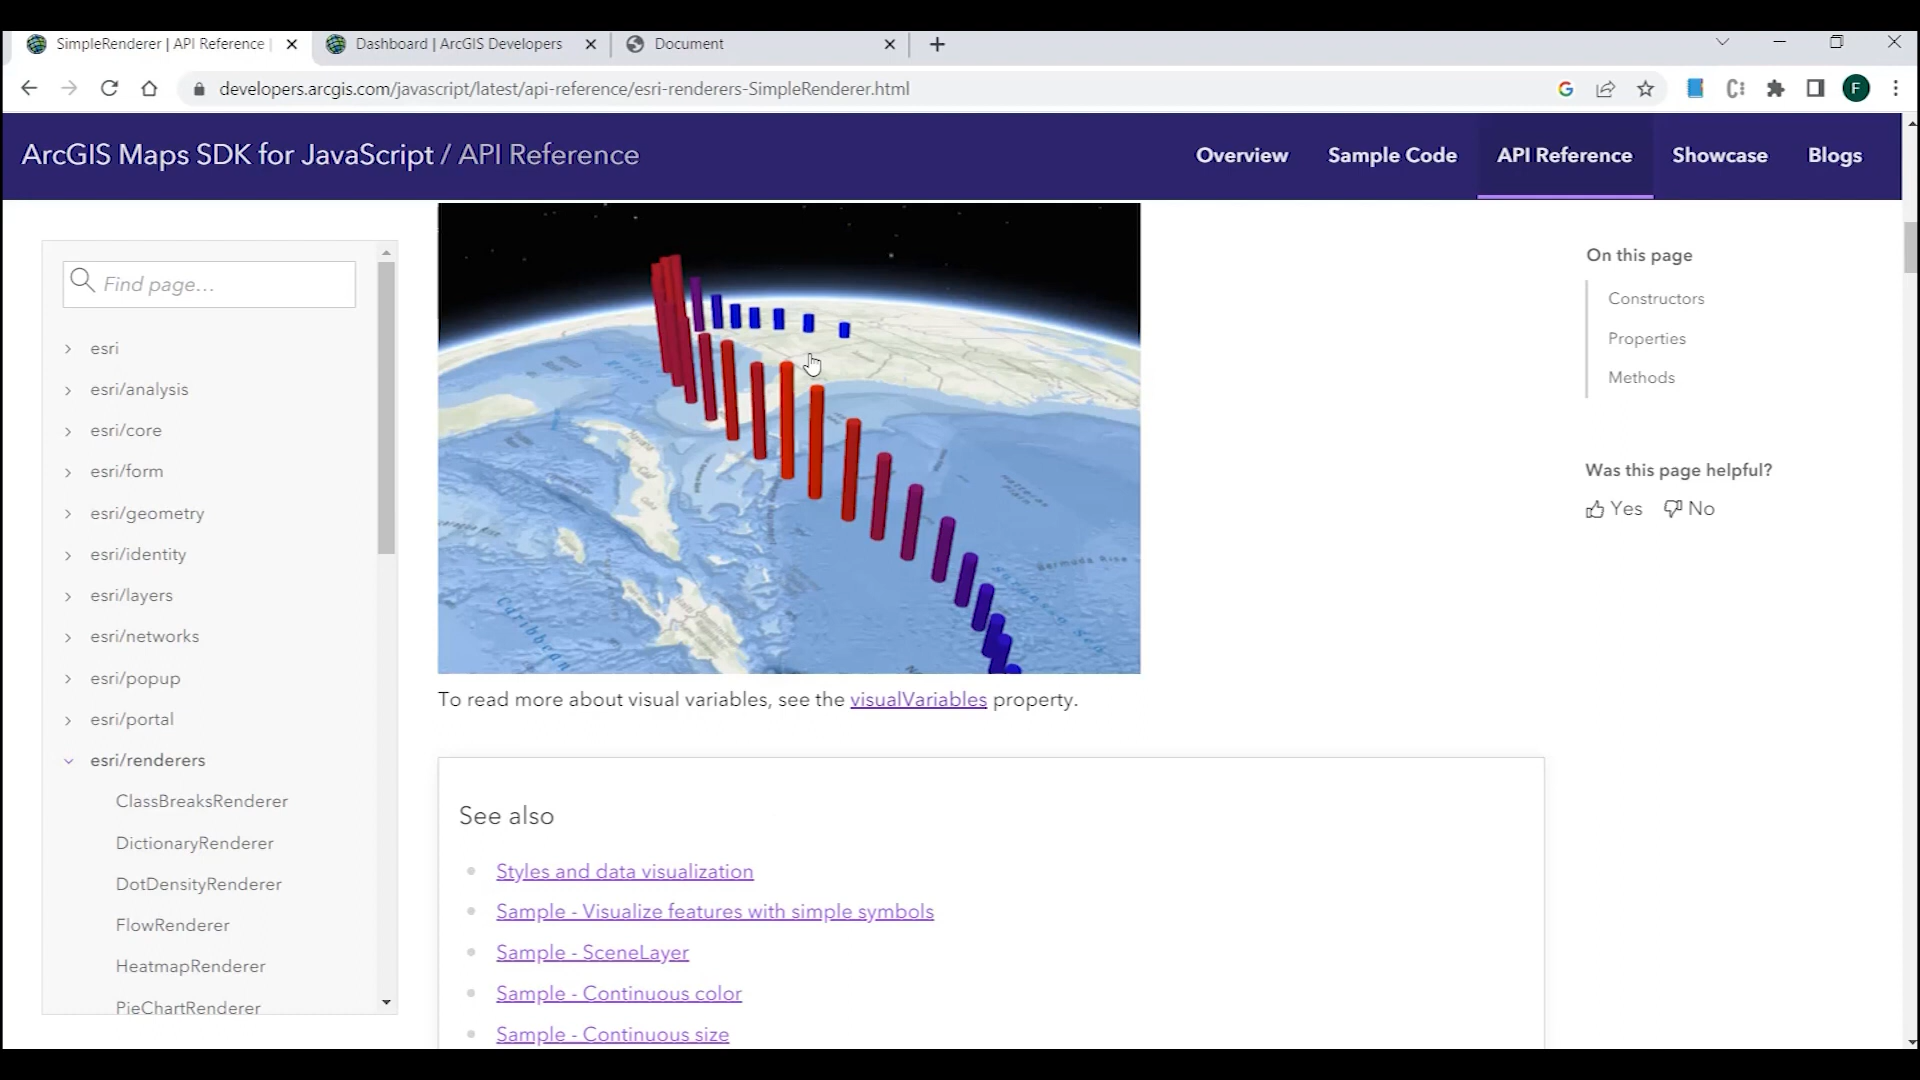 SimpleRenderer | API Reference |
Dashboard | ArcGIS Developers
Document
developers.arcgis.com/javascript/latest/api-reference/esri-renderers-SimpleRenderer.html
G
F
ArcGIS Maps SDK for JavaScript / API Reference
Overview
Sample Code
API Reference
Showcase
Blogs
Find page...
esri
esri/analysis
esri/core
esri/form
esri/geometry
esri/identity
esri/layers
esri/networks
esri/popup
esri/portal
esri/renderers
ClassBreaksRenderer
DictionaryRenderer
DotDensityRenderer
FlowRenderer
HeatmapRenderer
PieChartRenderer
Bermuda Rise
Caribbean
To read more about visual variables, see the visualVariables property.
See also
Styles and data visualization
Sample - Visualize features with simple symbols
Sample - SceneLayer
Sample - Continuous color
Sample - Continuous size
On this page
Constructors
Properties
Methods
Was this page helpful?
Yes
No